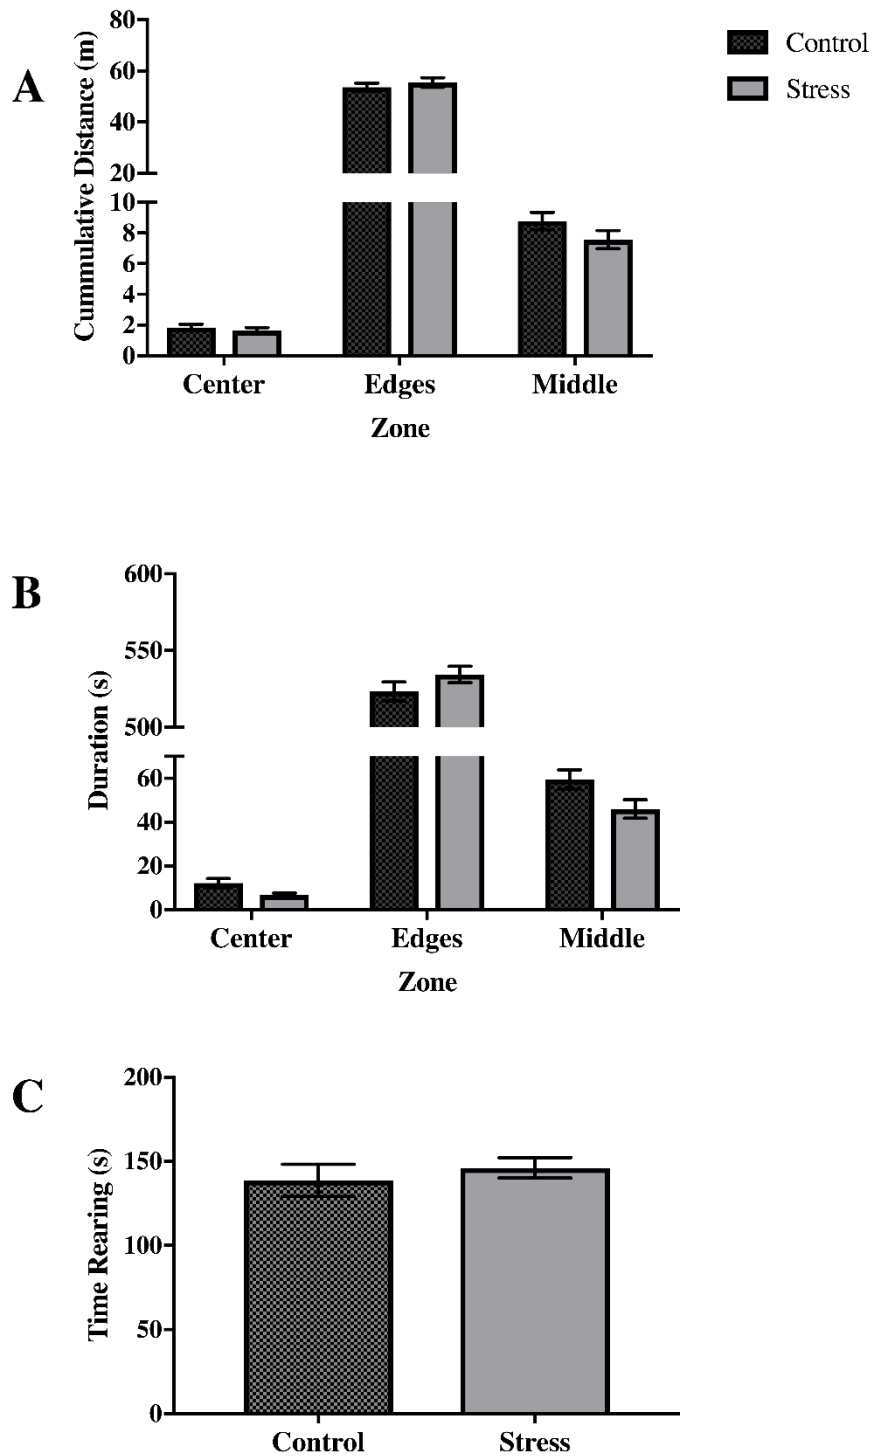 A
Cummulative Distance (m)
80
60
40
20
10
8
6
4
2
0
Center Edges Middle
Zone
Control
Stress
B
Duration (s)
600
550
500
60
40
20
0
Center Edges Middle
Zone
C
Time Rearing (s)
200
150
100
50
0
Control Stress